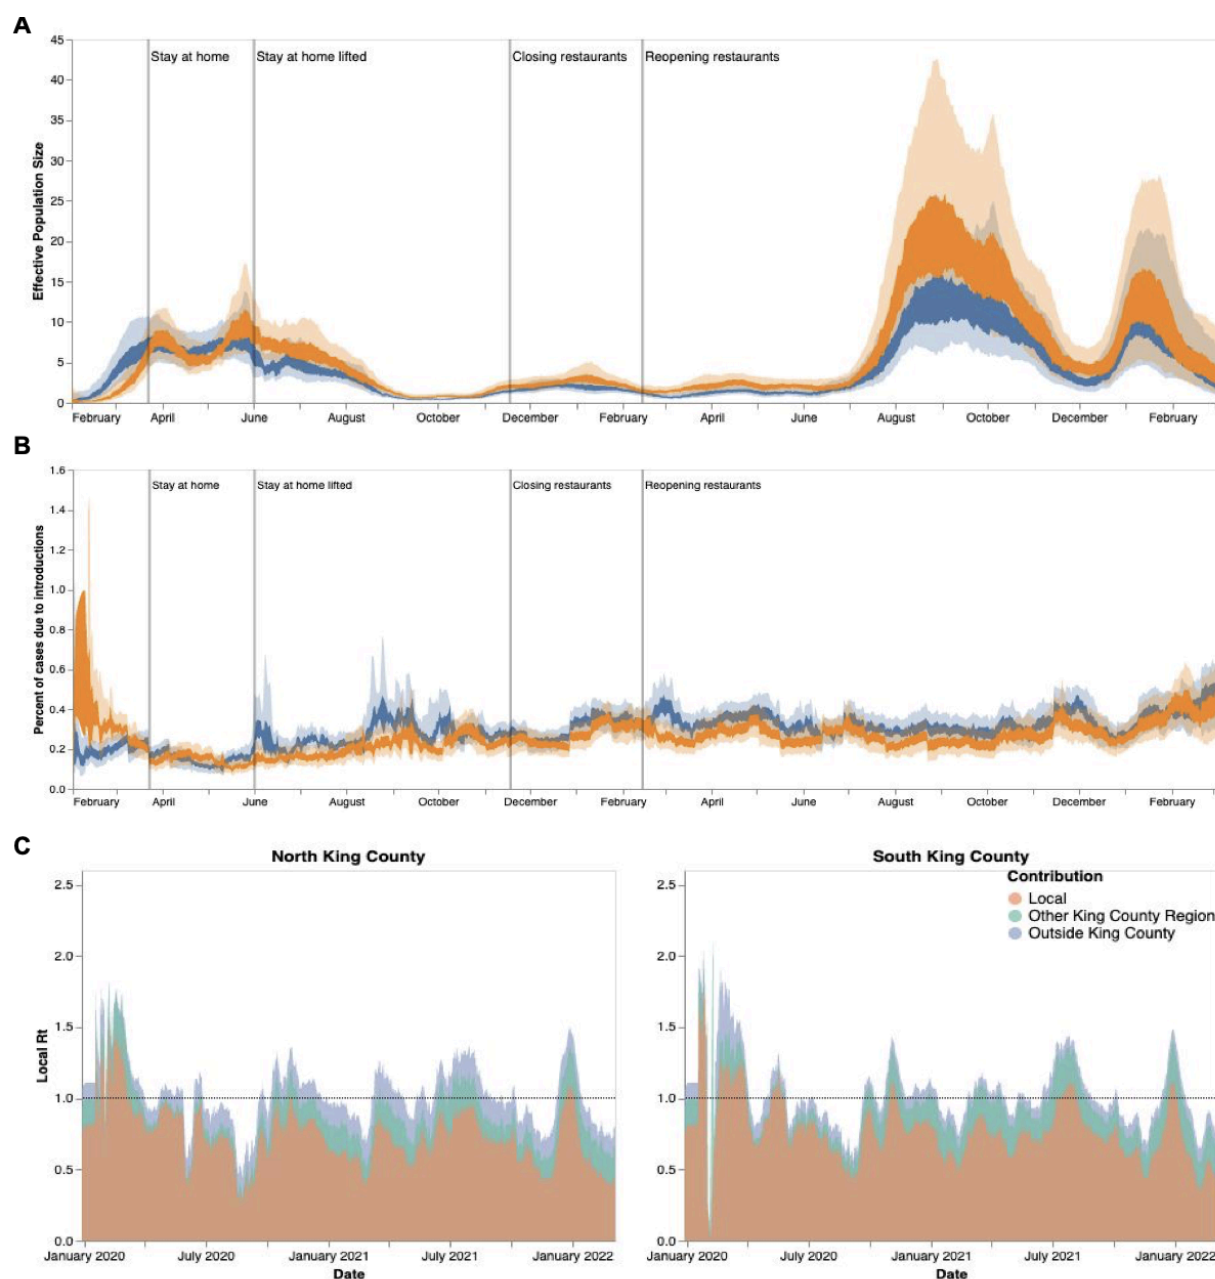 A
45
40
35
30
25
20
15
10
5
0
Effective Population Size
Stay at home
Stay at home lifted
Closing restaurants
Reopening restaurants
February April June August October December February April June August October December February
B
1.6
1.4
1.2
1.0
0.8
0.6
0.4
0.2
0.0
Percent of cases due to introductions
Stay at home
Stay at home lifted
Closing restaurants
Reopening restaurants
February April June August October December February April June August October December February
C
North King County
2.5
2.0
1.5
1.0
0.5
0.0
Local Rt
January 2020 July 2020 January 2021 July 2021 January 2022
Date
South King County
Contribution
Local
Other King County Region
Outside King County
2.5
2.0
1.5
1.0
0.5
0.0
January 2020 July 2020 January 2021 July 2021 January 2022
Date